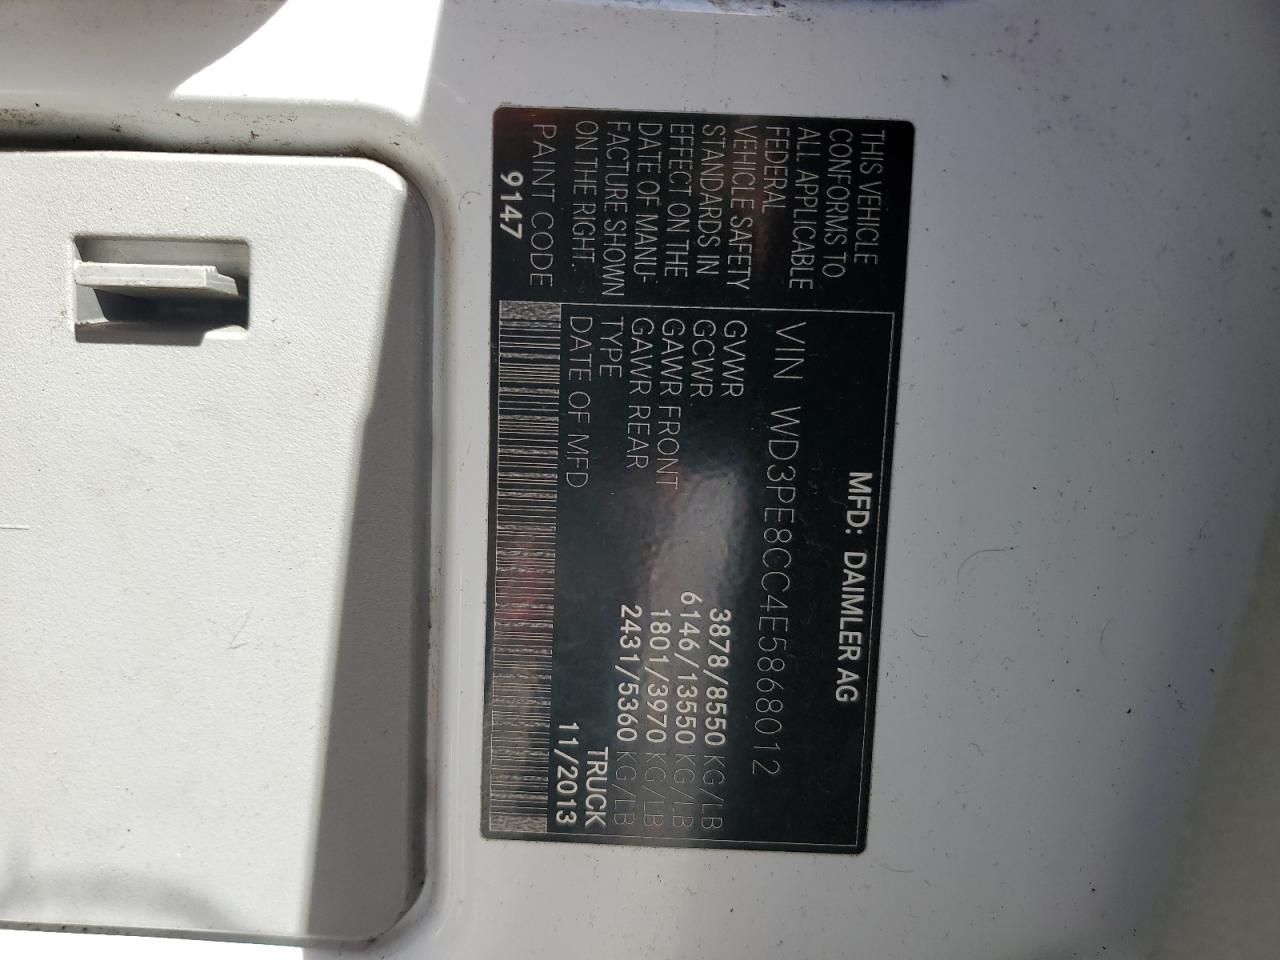 MFD: DAIMLER AG
THIS VEHICLE
CONFORMS TO
ALL APPLICABLE
FEDERAL
VEHICLE SAFETY
STANDARDS IN
EFFECT ON THE
DATE OF MANU-
FACTURE SHOWN
ON THE RIGHT
PAINT CODE
9147
VIN WD3PE8CC4E5868012
GVWR 3878/8550 KG/LB
GCWR 6146/13550 KG/LB
GAWR FRONT 1801/3970 KG/LB
GAWR REAR 2431/5360 KG/LB
TYPE TRUCK
DATE OF MFD 11/2013